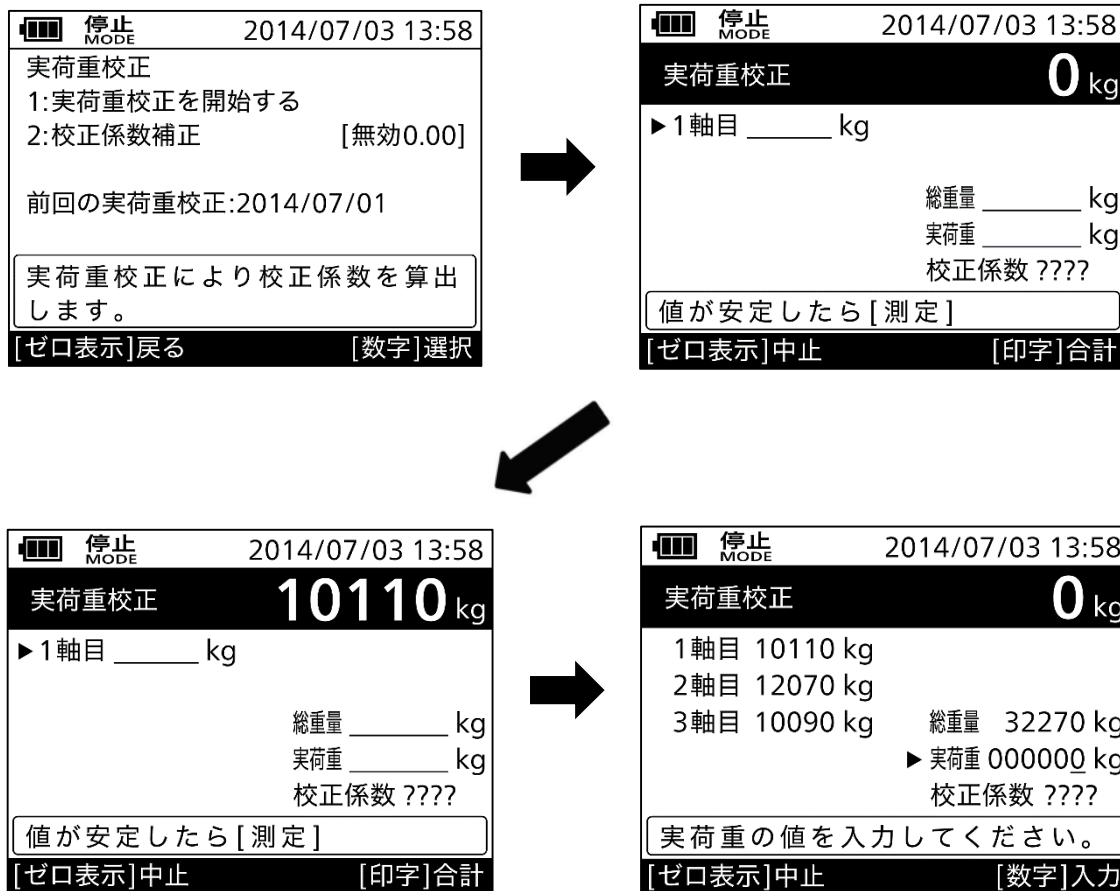 停止 MODE 2014/07/03 13:58
実荷重校正
1:実荷重校正を開始する
2:校正係数補正 [無効0.00]
前回の実荷重校正:2014/07/01
実荷重校正により校正係数を算出
します。
[ゼロ表示]戻る [数字]選択
停止 MODE 2014/07/03 13:58
実荷重校正 0 kg
▶1軸目 ______ kg
総重量 ______ kg
実荷重 ______ kg
校正係数 ????
値が安定したら[測定]
[ゼロ表示]中止 [印字]合計
停止 MODE 2014/07/03 13:58
実荷重校正 10110 kg
▶1軸目 ______ kg
総重量 ______ kg
実荷重 ______ kg
校正係数 ????
値が安定したら[測定]
[ゼロ表示]中止 [印字]合計
停止 MODE 2014/07/03 13:58
実荷重校正 0 kg
1軸目 10110 kg
2軸目 12070 kg
3軸目 10090 kg 総重量 32270 kg
▶実荷重 000000 kg
校正係数 ????
実荷重の値を入力してください。
[ゼロ表示]中止 [数字]入力